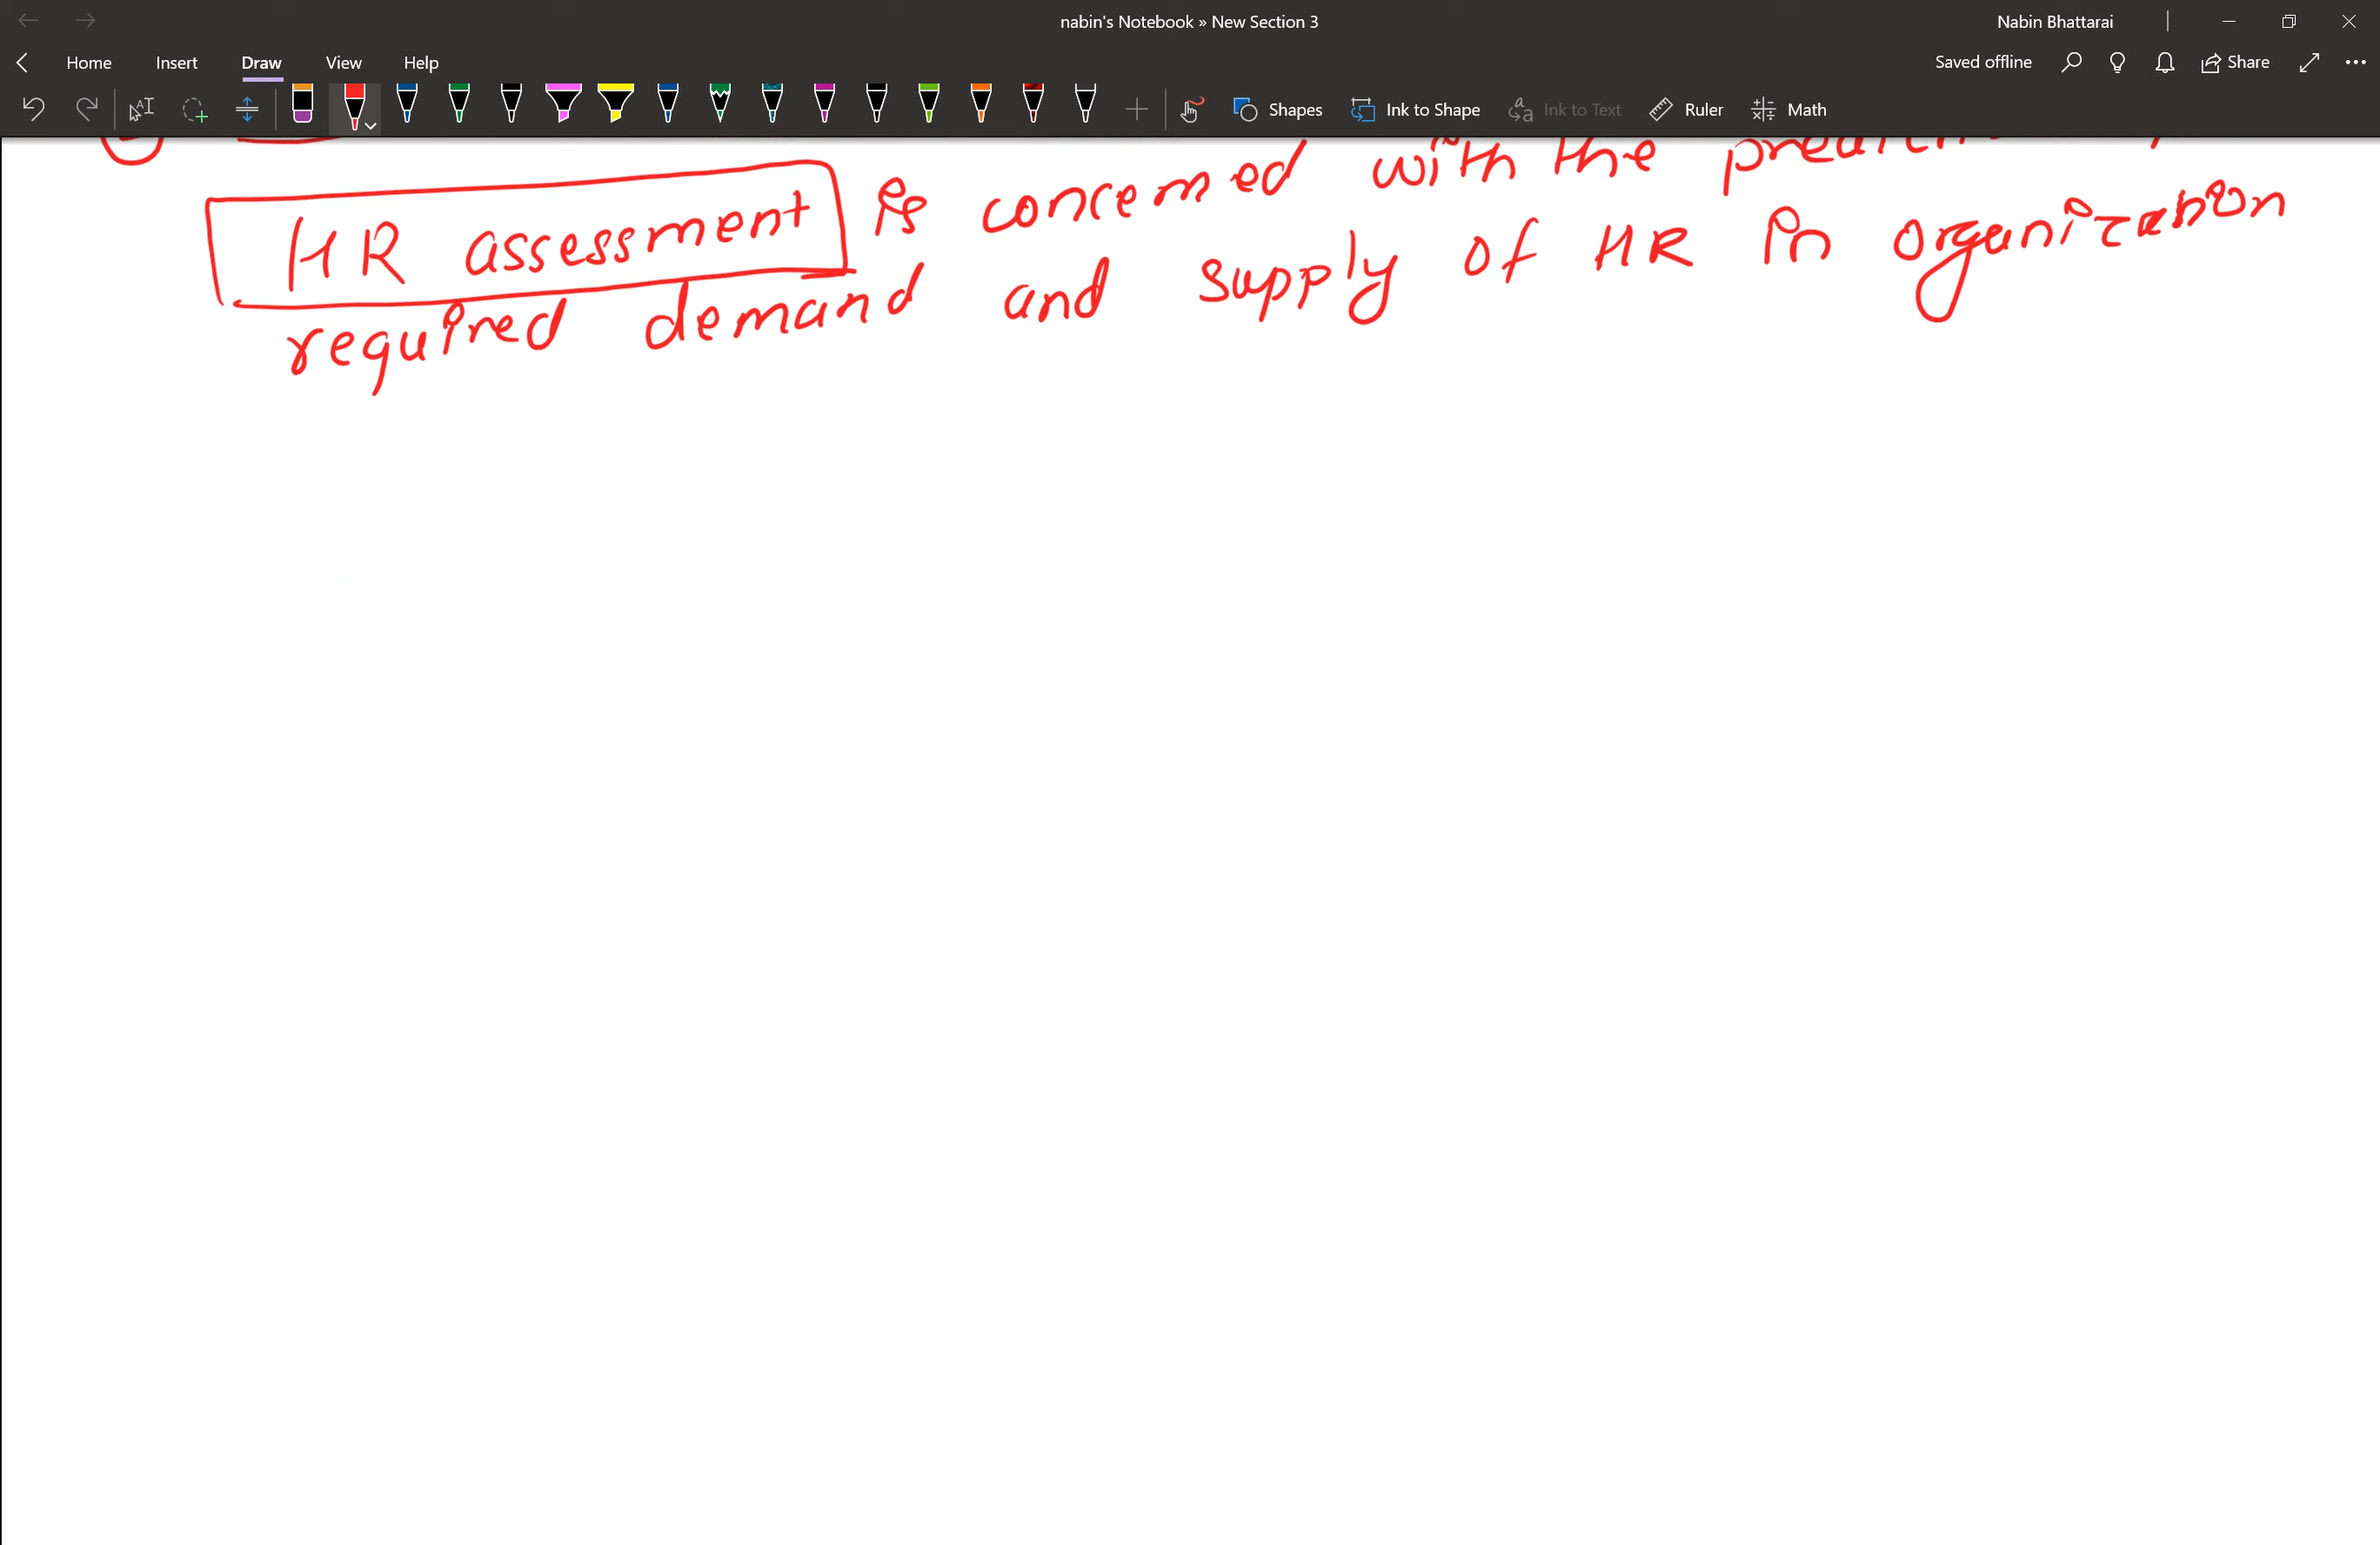 nabin's Notebook » New Section 3
Nabin Bhattarai
Home Insert Draw View Help
Saved offline
Share
Shapes
Ink to Shape
Ink to Text
Ruler
Math
HR assessment is concerned with the
required demand and supply of HR in organization